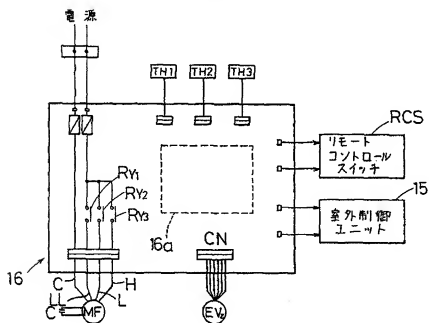 電源
TH1 TH2 TH3
RCS
リモート
コントロール
スイッチ
RY1
RY2
RY3
16a
15
室外制御
ユニット
CN
16
C
H
LL
L
C
MF
EV2